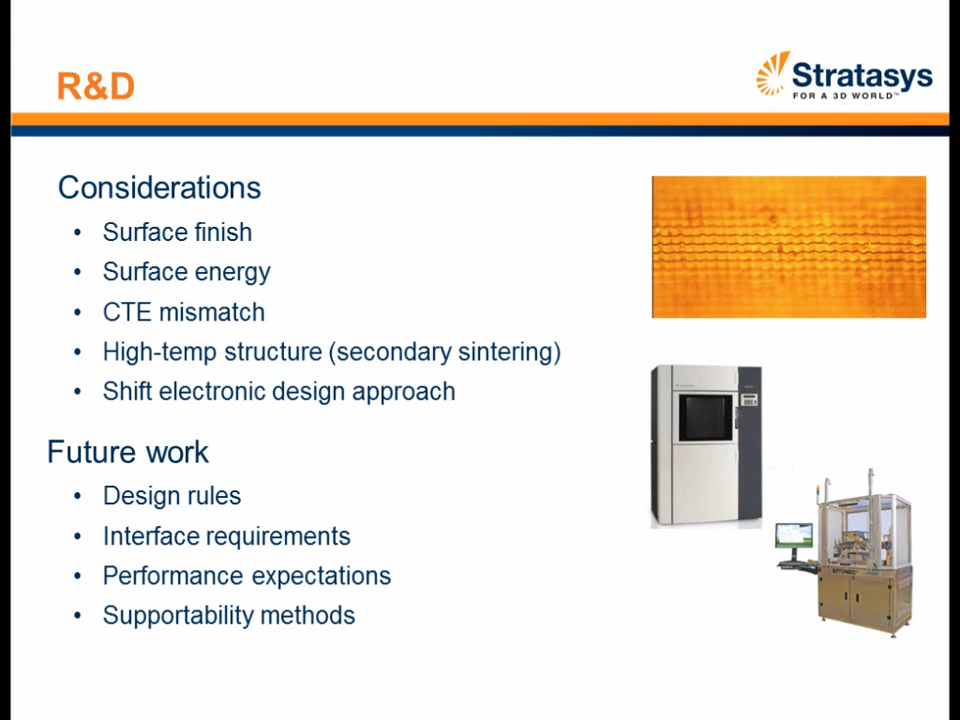 R&D
Stratasys
FOR A 3D WORLD™
Considerations
• Surface finish
• Surface energy
• CTE mismatch
• High-temp structure (secondary sintering)
• Shift electronic design approach
Future work
• Design rules
• Interface requirements
• Performance expectations
• Supportability methods